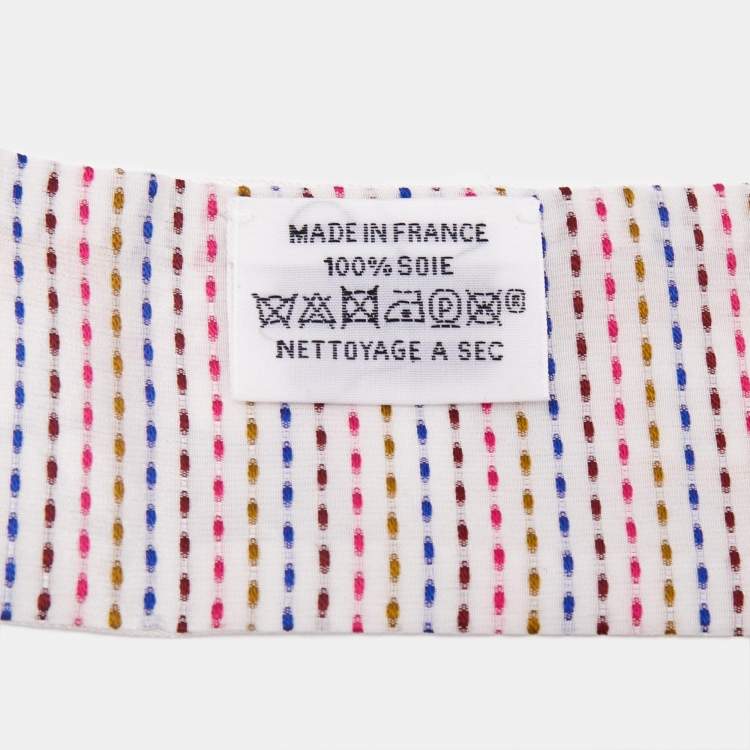 MADE IN FRANCE
100% SOIE
P ®
NETTOYAGE A SEC